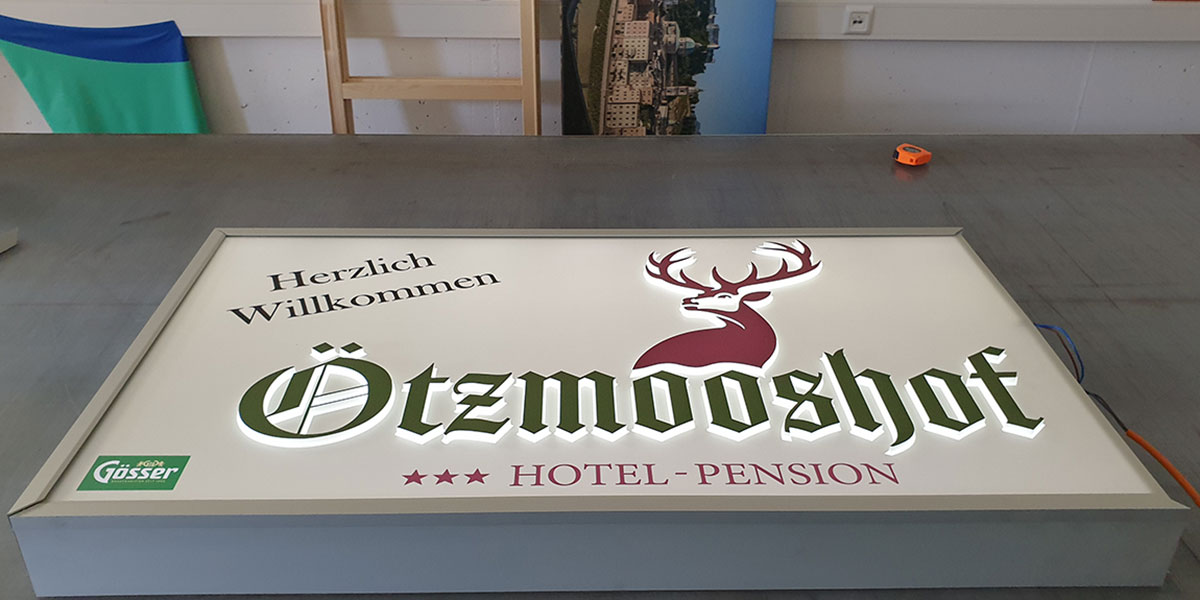 Herzlich
Willkommen
Ötzmooshof
★★★ HOTEL-PENSION
Gösser